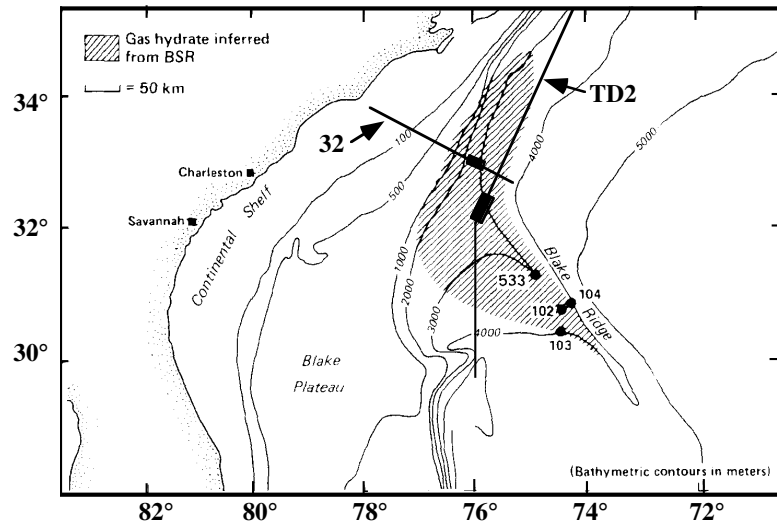 Gas hydrate inferred
from BSR
= 50 km
TD2
34°
32
100
4000
5000
Charleston
500
Savannah
32°
Continental Shelf
1000
2000
3000
533
Blake
Ridge
102
104
4000
103
30°
Blake
Plateau
(Bathymetric contours in meters)
82°
80°
78°
76°
74°
72°